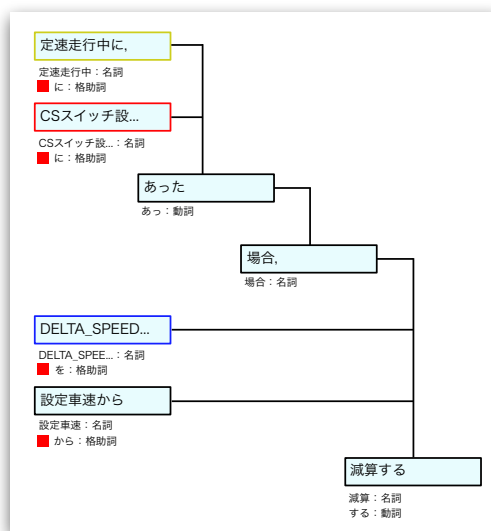 定速走行中に,
定速走行中：名詞
に：格助詞
CSスイッチ設...
CSスイッチ設...：名詞
に：格助詞
あった
あっ：動詞
場合,
場合：名詞
DELTA_SPEED...
DELTA_SPEE...：名詞
を：格助詞
設定車速から
設定車速：名詞
から：格助詞
減算する
減算：名詞
する：動詞